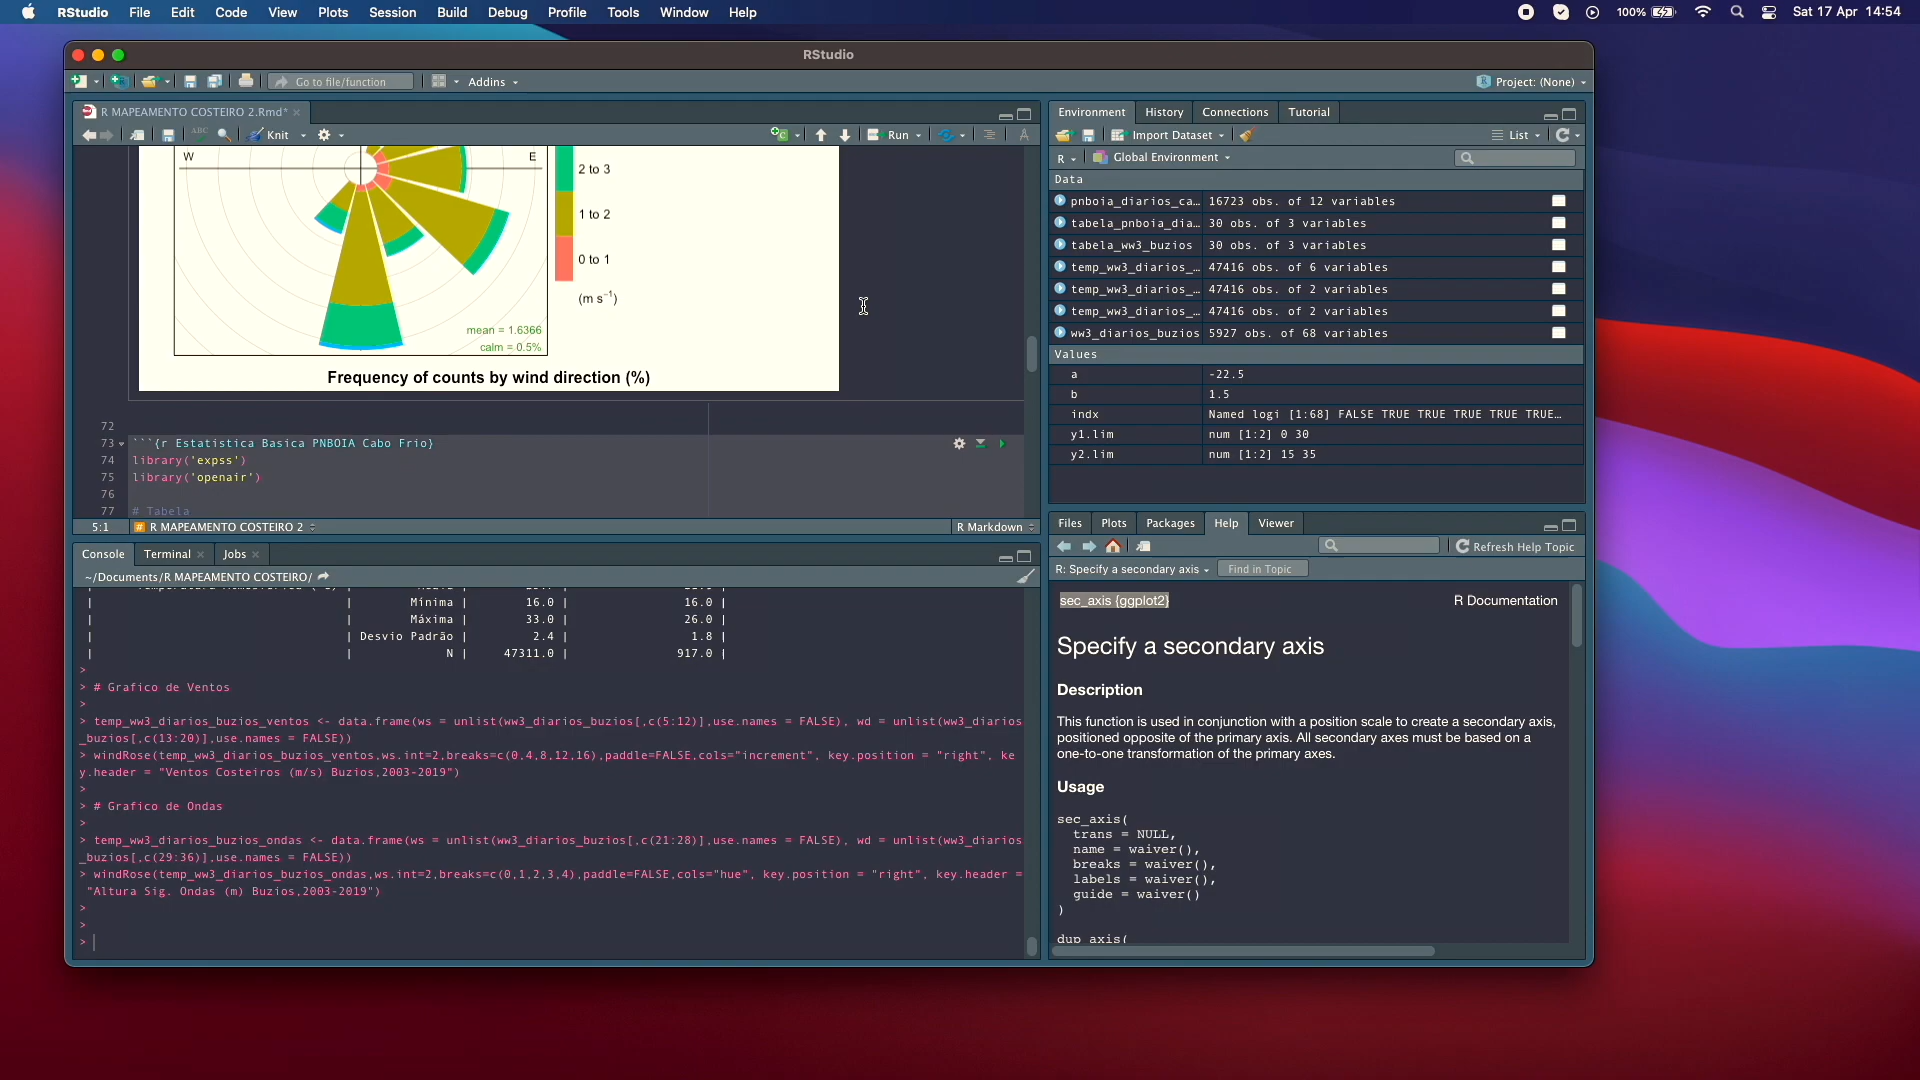 RStudio File Edit Code View Plots Session Build Debug Profile Tools Window Help 100% Sat 17 Apr 14:54
RStudio
Go to file/function Addins Project: (None)
R MAPEAMENTO COSTEIRO 2.Rmd*
ABC Knit Run
W E
2 to 3
1 to 2
0 to 1
(m s⁻¹)
mean = 1.6366
calm = 0.5%
Frequency of counts by wind direction (%)
72
73 ```{r Estatistica Basica PNBOIA Cabo Frio}
74 library('expss')
75 library('openair')
76
77 # Tabela
5:1 # R MAPEAMENTO COSTEIRO 2 R Markdown
Console Terminal Jobs
~/Documents/R MAPEAMENTO COSTEIRO/
| | Mínima | 16.0 | 16.0 |
| | Máxima | 33.0 | 26.0 |
| | Desvio Padrão | 2.4 | 1.8 |
| | N | 47311.0 | 917.0 |
>
> # Grafico de Ventos
>
> temp_ww3_diarios_buzios_ventos <- data.frame(ws = unlist(ww3_diarios_buzios[,c(5:12)],use.names = FALSE), wd = unlist(ww3_diarios
_buzios[,c(13:20)],use.names = FALSE))
> windRose(temp_ww3_diarios_buzios_ventos,ws.int=2,breaks=c(0,4,8,12,16),paddle=FALSE,cols="increment", key.position = "right", ke
y.header = "Ventos Costeiros (m/s) Buzios,2003-2019")
>
> # Grafico de Ondas
>
> temp_ww3_diarios_buzios_ondas <- data.frame(ws = unlist(ww3_diarios_buzios[,c(21:28)],use.names = FALSE), wd = unlist(ww3_diarios
_buzios[,c(29:36)],use.names = FALSE))
> windRose(temp_ww3_diarios_buzios_ondas,ws.int=2,breaks=c(0,1,2,3,4),paddle=FALSE,cols="hue", key.position = "right", key.header =
"Altura Sig. Ondas (m) Buzios,2003-2019")
>
>
>
Environment History Connections Tutorial
Import Dataset List
R Global Environment
Data
pnboia_diarios_ca… 16723 obs. of 12 variables
tabela_pnboia_dia… 30 obs. of 3 variables
tabela_ww3_buzios 30 obs. of 3 variables
temp_ww3_diarios_… 47416 obs. of 6 variables
temp_ww3_diarios_… 47416 obs. of 2 variables
temp_ww3_diarios_… 47416 obs. of 2 variables
ww3_diarios_buzios 5927 obs. of 68 variables
Values
a -22.5
b 1.5
indx Named logi [1:68] FALSE TRUE TRUE TRUE TRUE TRUE…
y1.lim num [1:2] 0 30
y2.lim num [1:2] 15 35
Files Plots Packages Help Viewer
Refresh Help Topic
R: Specify a secondary axis Find in Topic
sec_axis {ggplot2} R Documentation
Specify a secondary axis
Description
This function is used in conjunction with a position scale to create a secondary axis,
positioned opposite of the primary axis. All secondary axes must be based on a
one-to-one transformation of the primary axes.
Usage
sec_axis(
trans = NULL,
name = waiver(),
breaks = waiver(),
labels = waiver(),
guide = waiver()
)
dup_axis(